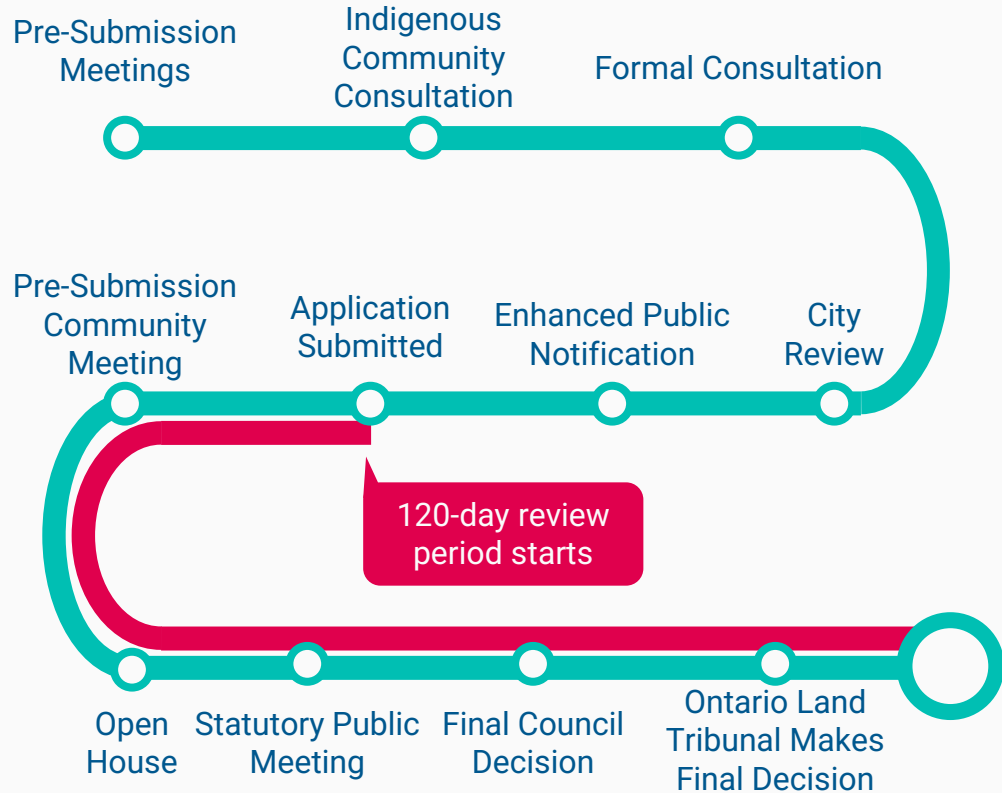 Pre-Submission
Meetings
Indigenous
Community
Consultation
Formal Consultation
Pre-Submission
Community
Meeting
Application
Submitted
Enhanced Public
Notification
City
Review
120-day review
period starts
Open
House
Statutory Public
Meeting
Final Council
Decision
Ontario Land
Tribunal Makes
Final Decision